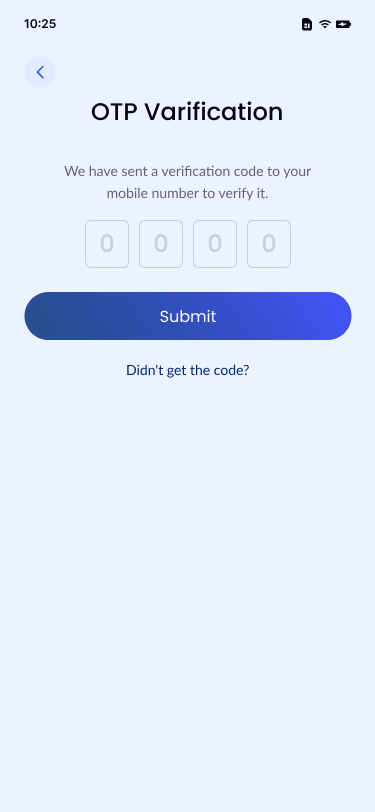 10:25
OTP Varification
We have sent a verification code to your
mobile number to verify it.
0 0 0 0
Submit
Didn't get the code?